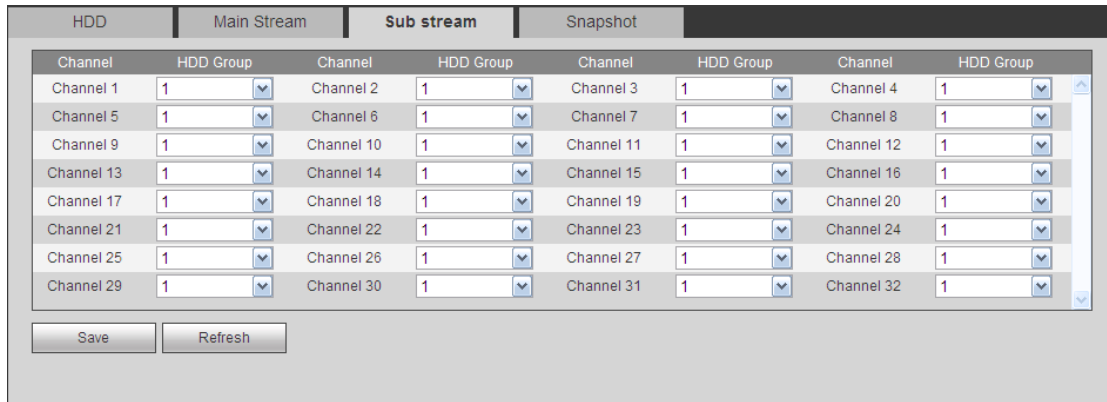 HDD Main Stream Sub stream Snapshot
Channel HDD Group Channel HDD Group Channel HDD Group Channel HDD Group
Channel 1 1 Channel 2 1 Channel 3 1 Channel 4 1
Channel 5 1 Channel 6 1 Channel 7 1 Channel 8 1
Channel 9 1 Channel 10 1 Channel 11 1 Channel 12 1
Channel 13 1 Channel 14 1 Channel 15 1 Channel 16 1
Channel 17 1 Channel 18 1 Channel 19 1 Channel 20 1
Channel 21 1 Channel 22 1 Channel 23 1 Channel 24 1
Channel 25 1 Channel 26 1 Channel 27 1 Channel 28 1
Channel 29 1 Channel 30 1 Channel 31 1 Channel 32 1
Save Refresh